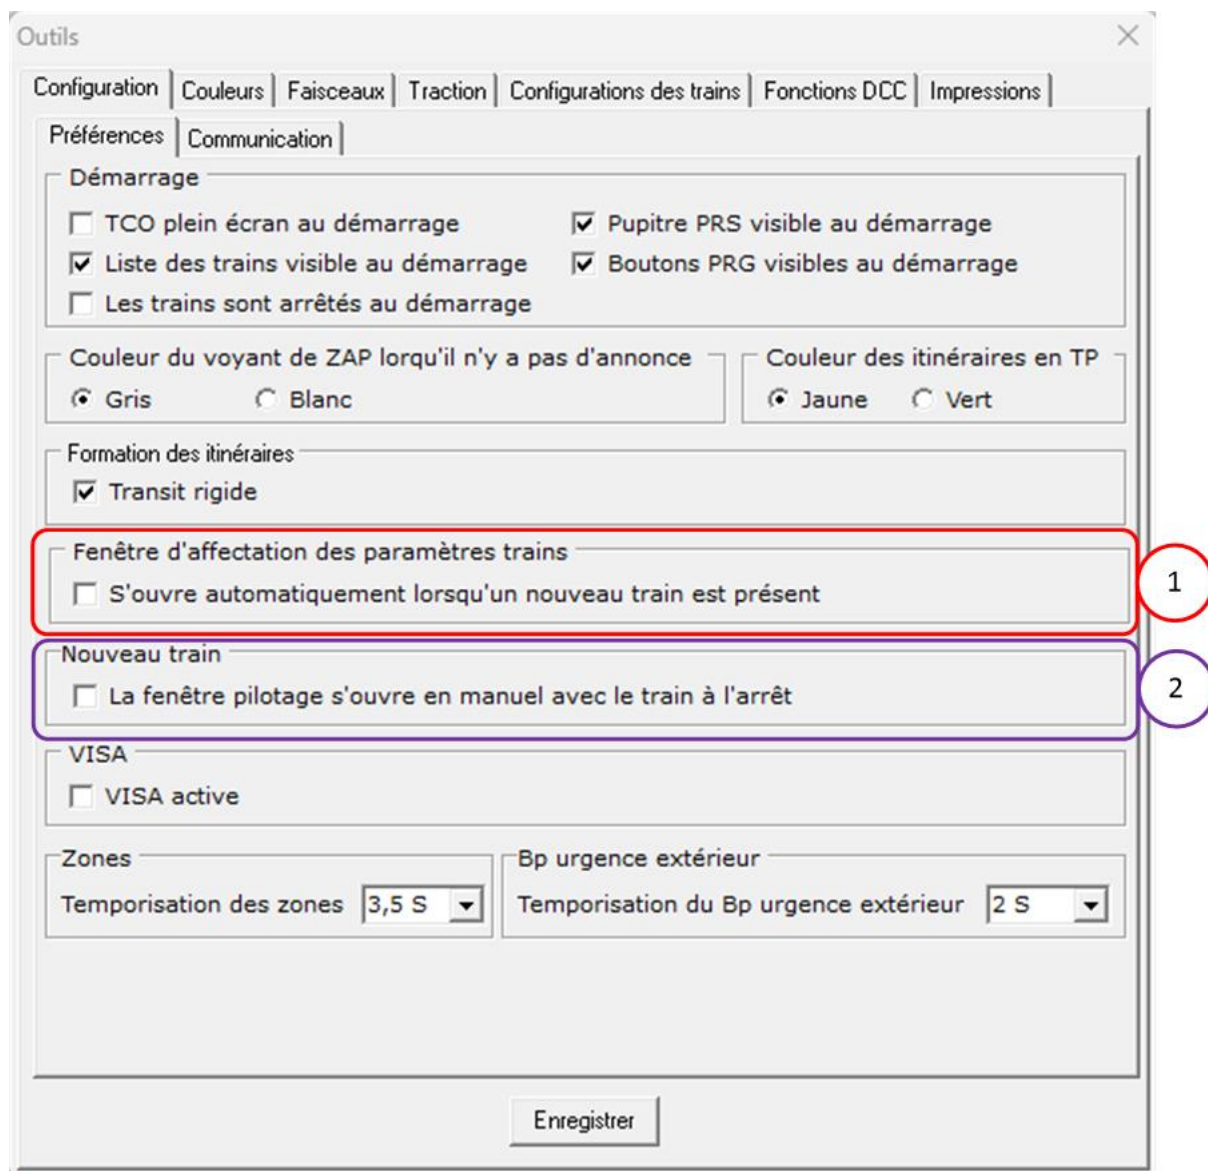 Outils
Configuration Couleurs Faisceaux Traction Configurations des trains Fonctions DCC Impressions
Préférences Communication
Démarrage
TCO plein écran au démarrage Pupitre PRS visible au démarrage
Liste des trains visible au démarrage Boutons PRG visibles au démarrage
Les trains sont arrêtés au démarrage
Couleur du voyant de ZAP lorqu'il n'y a pas d'annonce Couleur des itinéraires en TP
Gris Blanc Jaune Vert
Formation des itinéraires
Transit rigide
Fenêtre d'affectation des paramètres trains
S'ouvre automatiquement lorsqu'un nouveau train est présent 1
Nouveau train
La fenêtre pilotage s'ouvre en manuel avec le train à l'arrêt 2
VISA
VISA active
Zones Bp urgence extérieur
Temporisation des zones 3,5 S Temporisation du Bp urgence extérieur 2 S
Enregistrer